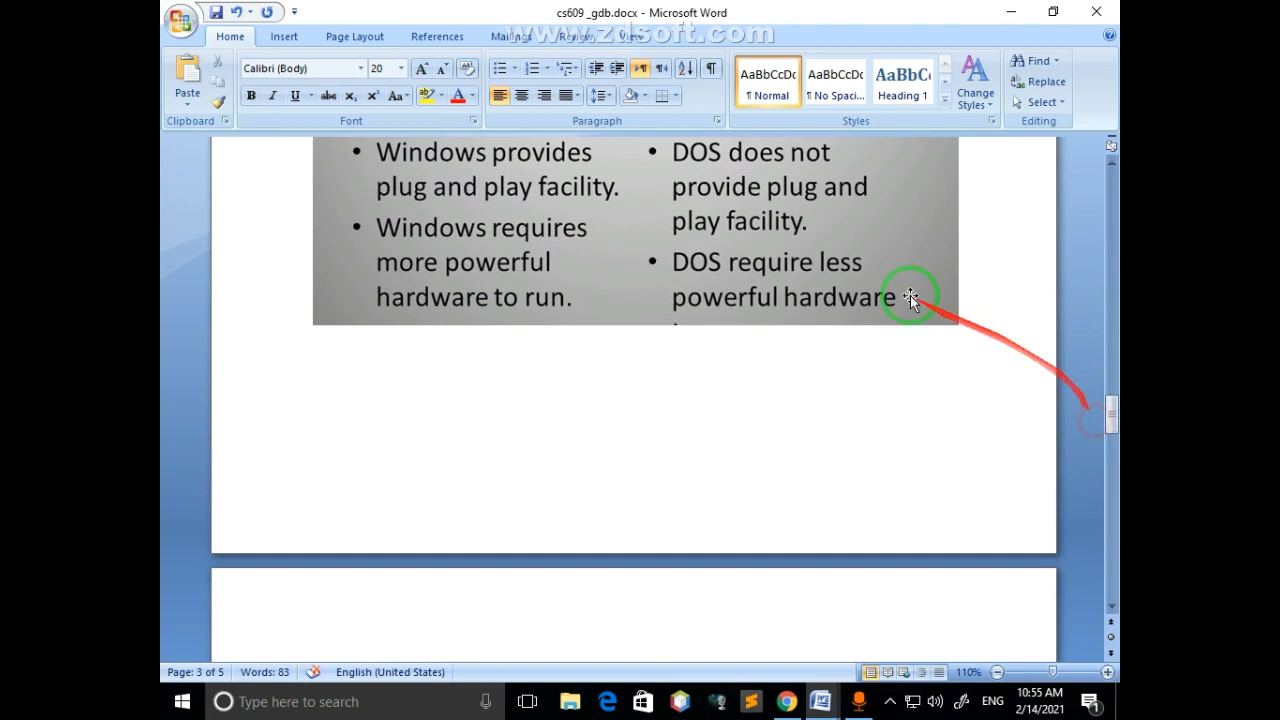 cs609 _gdb.docx - Microsoft Word
Home Insert Page Layout References Mailings Review View
www.zdsoft.com
Paste
Calibri (Body) 20
AaBbCcDc AaBbCcDc AaBbCc
¶ Normal ¶ No Spaci... Heading 1
Change Styles
Find
Replace
Select
Clipboard Font Paragraph Styles Editing
• Windows provides
plug and play facility.
• Windows requires
more powerful
hardware to run.
• DOS does not
provide plug and
play facility.
• DOS require less
powerful hardware
Page: 3 of 5 Words: 83 English (United States) 110%
Type here to search
ENG
10:55 AM
2/14/2021
1